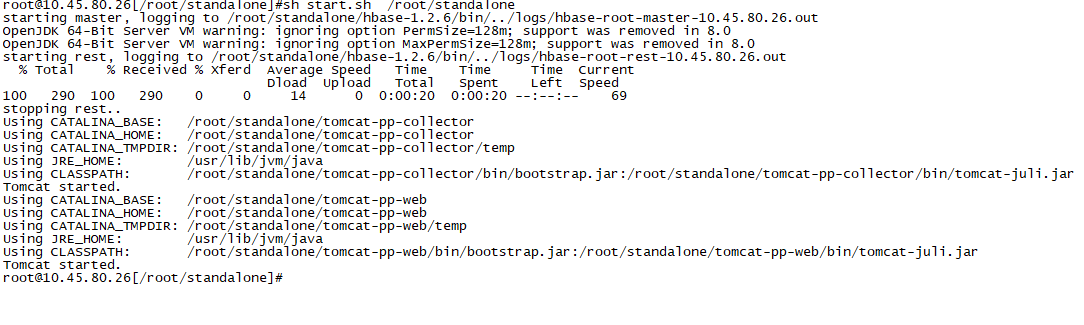 root@10.45.80.26[/root/standalone]#sh start.sh  /root/standalone
starting master, logging to /root/standalone/hbase-1.2.6/bin/../logs/hbase-root-master-10.45.80.26.out
OpenJDK 64-Bit Server VM warning: ignoring option PermSize=128m; support was removed in 8.0
OpenJDK 64-Bit Server VM warning: ignoring option MaxPermSize=128m; support was removed in 8.0
starting rest, logging to /root/standalone/hbase-1.2.6/bin/../logs/hbase-root-rest-10.45.80.26.out
  % Total    % Received % Xferd  Average Speed   Time    Time     Time  Current
                                 Dload  Upload   Total   Spent    Left  Speed
100   290  100   290    0     0     14      0  0:00:20  0:00:20 --:--:--    69
stopping rest..
Using CATALINA_BASE:   /root/standalone/tomcat-pp-collector
Using CATALINA_HOME:   /root/standalone/tomcat-pp-collector
Using CATALINA_TMPDIR: /root/standalone/tomcat-pp-collector/temp
Using JRE_HOME:        /usr/lib/jvm/java
Using CLASSPATH:       /root/standalone/tomcat-pp-collector/bin/bootstrap.jar:/root/standalone/tomcat-pp-collector/bin/tomcat-juli.jar
Tomcat started.
Using CATALINA_BASE:   /root/standalone/tomcat-pp-web
Using CATALINA_HOME:   /root/standalone/tomcat-pp-web
Using CATALINA_TMPDIR: /root/standalone/tomcat-pp-web/temp
Using JRE_HOME:        /usr/lib/jvm/java
Using CLASSPATH:       /root/standalone/tomcat-pp-web/bin/bootstrap.jar:/root/standalone/tomcat-pp-web/bin/tomcat-juli.jar
Tomcat started.
root@10.45.80.26[/root/standalone]#